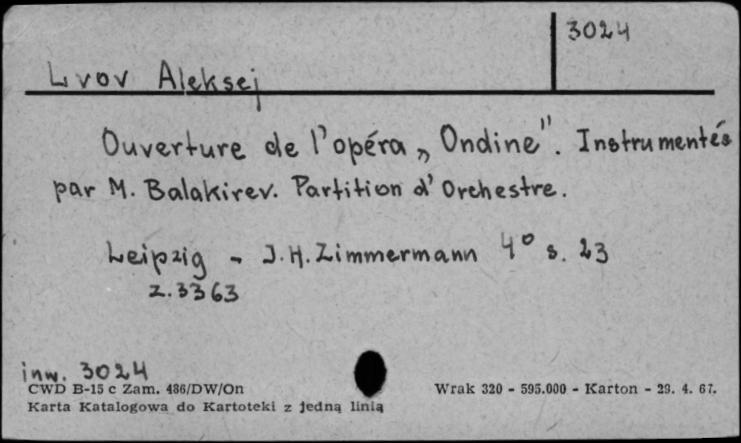 3024
Lvov Aleksej
Ouverture de l'opéra „Ondine". Instrumentés
par M. Balakirev. Partition d'Orchestre.
Leipzig - J.H.Zimmermann 4° s. 23
z.3363
inw. 3024
CWD B-15 c Zam. 486/DW/On
Wrak 320 - 595.000 - Karton - 29. 4. 67.
Karta Katalogowa do Kartoteki z jedną linią